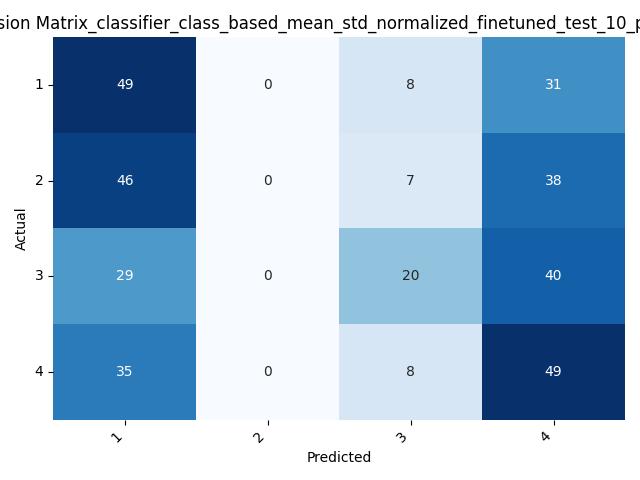 sion Matrix_classifier_class_based_mean_std_normalized_finetuned_test_10_p
1 49 0 8 31
2 46 0 7 38
Actual
3 29 0 20 40
4 35 0 8 49
1 2 3 4
Predicted